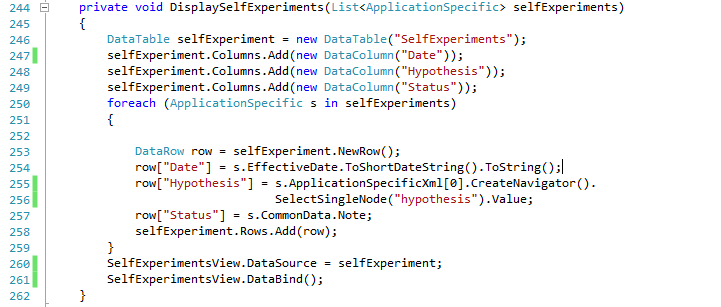 244 private void DisplaySelfExperiments(List<ApplicationSpecific> selfExperiments)
245 {
246 DataTable selfExperiment = new DataTable("SelfExperiments");
247 selfExperiment.Columns.Add(new DataColumn("Date"));
248 selfExperiment.Columns.Add(new DataColumn("Hypothesis"));
249 selfExperiment.Columns.Add(new DataColumn("Status"));
250 foreach (ApplicationSpecific s in selfExperiments)
251 {
252
253 DataRow row = selfExperiment.NewRow();
254 row["Date"] = s.EffectiveDate.ToShortDateString().ToString();
255 row["Hypothesis"] = s.ApplicationSpecificXml[0].CreateNavigator().
256 SelectSingleNode("hypothesis").Value;
257 row["Status"] = s.CommonData.Note;
258 selfExperiment.Rows.Add(row);
259 }
260 SelfExperimentsView.DataSource = selfExperiment;
261 SelfExperimentsView.DataBind();
262 }